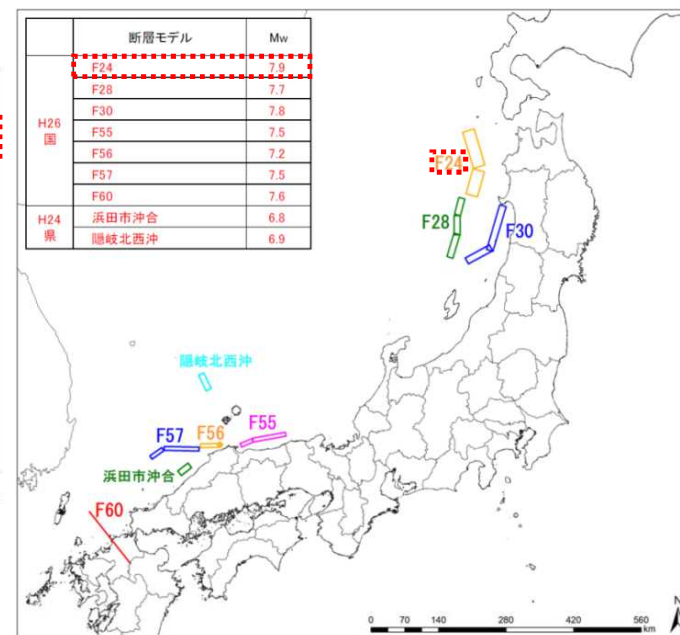 断層モデル Mw
H26
国
F24 7.9
F28 7.7
F30 7.8
F55 7.5
F56 7.2
F57 7.5
F60 7.6
H24
県
浜田市沖合 6.8
隠岐北西沖 6.9
F24
F28
F30
隠岐北西沖
F57
F56
F55
浜田市沖合
F60
N
0 70 140 280 420 560
km